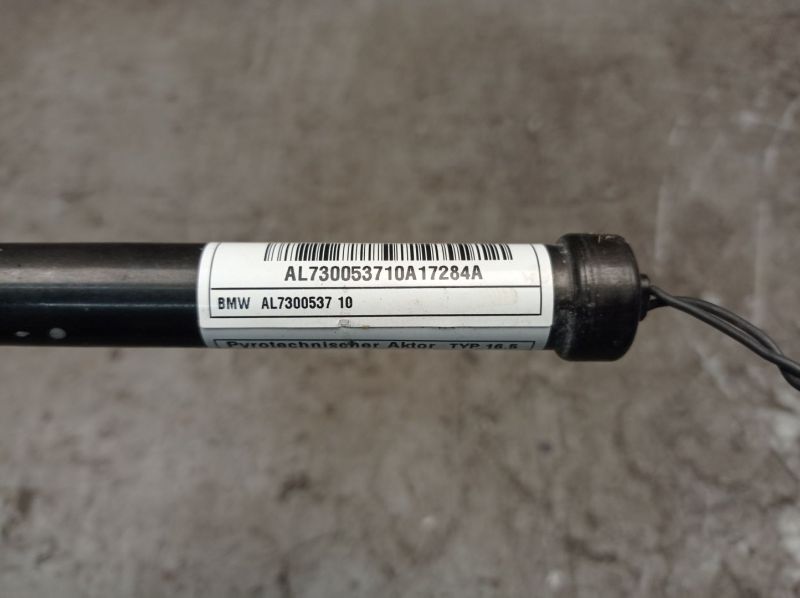 AL730053710A17284A
BMW AL7300537 10
Pyrotechnischer Aktor TYP 16.5